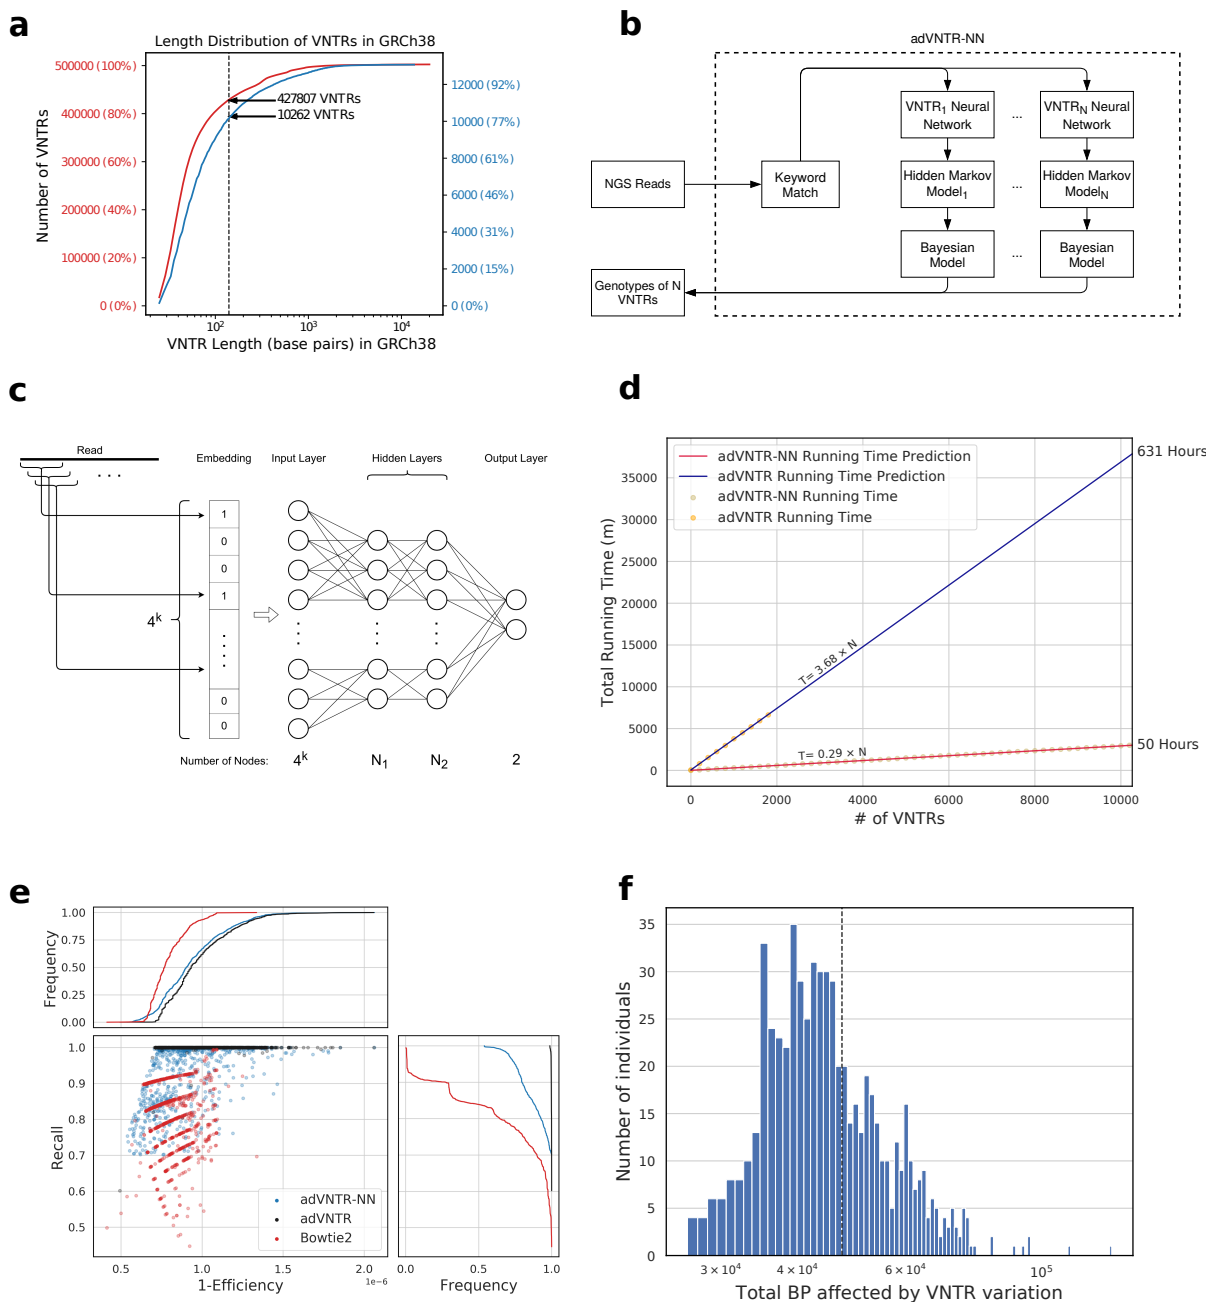 a
Length Distribution of VNTRs in GRCh38
500000 (100%)
400000 (80%)
300000 (60%)
200000 (40%)
100000 (20%)
0 (0%)
Number of VNTRs
427807 VNTRs
10262 VNTRs
12000 (92%)
10000 (77%)
8000 (61%)
6000 (46%)
4000 (31%)
2000 (15%)
0 (0%)
10² 10³ 10⁴
VNTR Length (base pairs) in GRCh38
b
adVNTR-NN
NGS Reads
Keyword
Match
VNTR₁ Neural
Network
...
VNTR_N Neural
Network
Hidden Markov
Model₁
...
Hidden Markov
Model_N
Bayesian
Model
...
Bayesian
Model
Genotypes of N
VNTRs
c
Read
. . .
Embedding
Input Layer
Hidden Layers
Output Layer
1
0
0
1
0
0
4ᵏ
Number of Nodes:
4ᵏ
N₁
N₂
2
d
adVNTR-NN Running Time Prediction
adVNTR Running Time Prediction
adVNTR-NN Running Time
adVNTR Running Time
631 Hours
50 Hours
T= 3.68 × N
T= 0.29 × N
35000
30000
25000
20000
15000
10000
5000
0
Total Running Time (m)
0 2000 4000 6000 8000 10000
# of VNTRs
e
1.00
0.75
0.50
0.25
0.00
Frequency
1.0
0.9
0.8
0.7
0.6
0.5
Recall
adVNTR-NN
adVNTR
Bowtie2
0.5 1.0 1.5 2.0
1e−6
1-Efficiency
0.0 0.5 1.0
Frequency
f
35
30
25
20
15
10
5
0
Number of individuals
3 × 10⁴ 4 × 10⁴ 6 × 10⁴ 10⁵
Total BP affected by VNTR variation